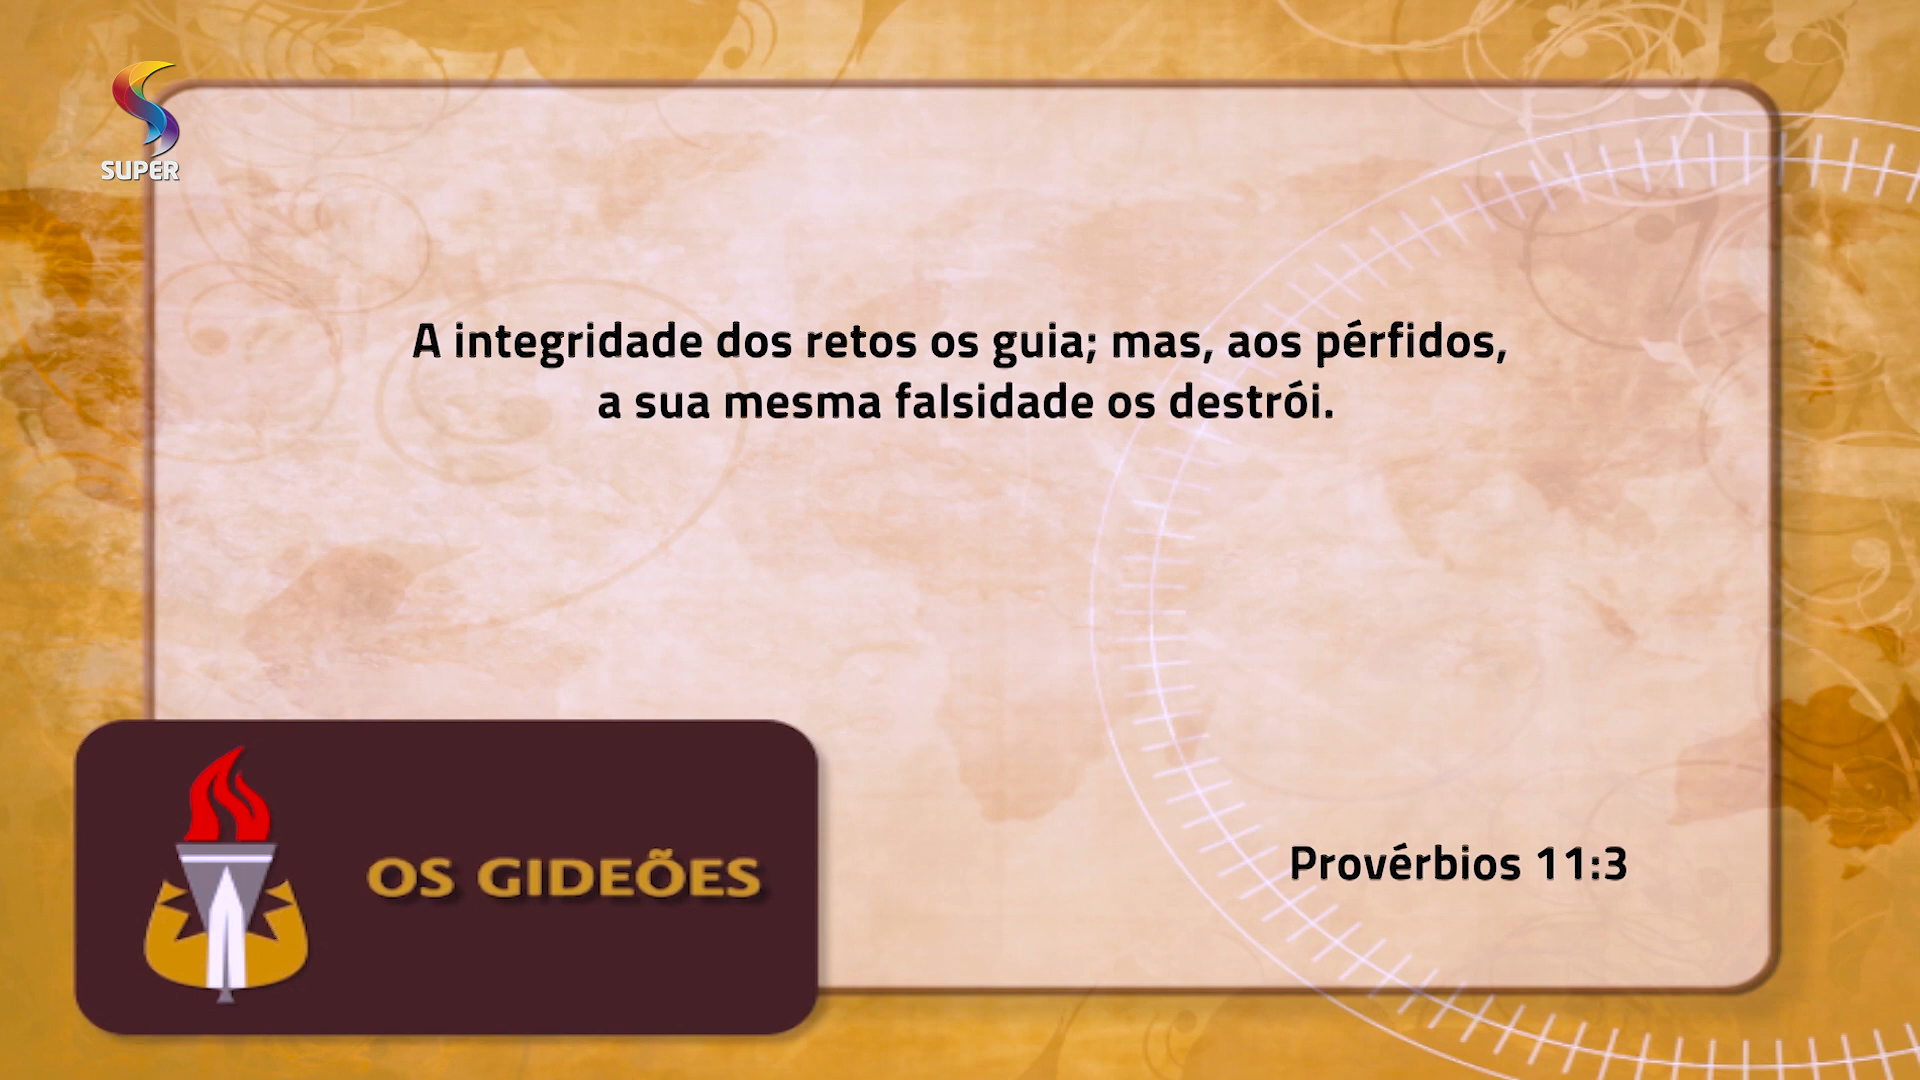 SUPER
A integridade dos retos os guia; mas, aos pérfidos,
a sua mesma falsidade os destrói.
OS GIDEÕES
Provérbios 11:3